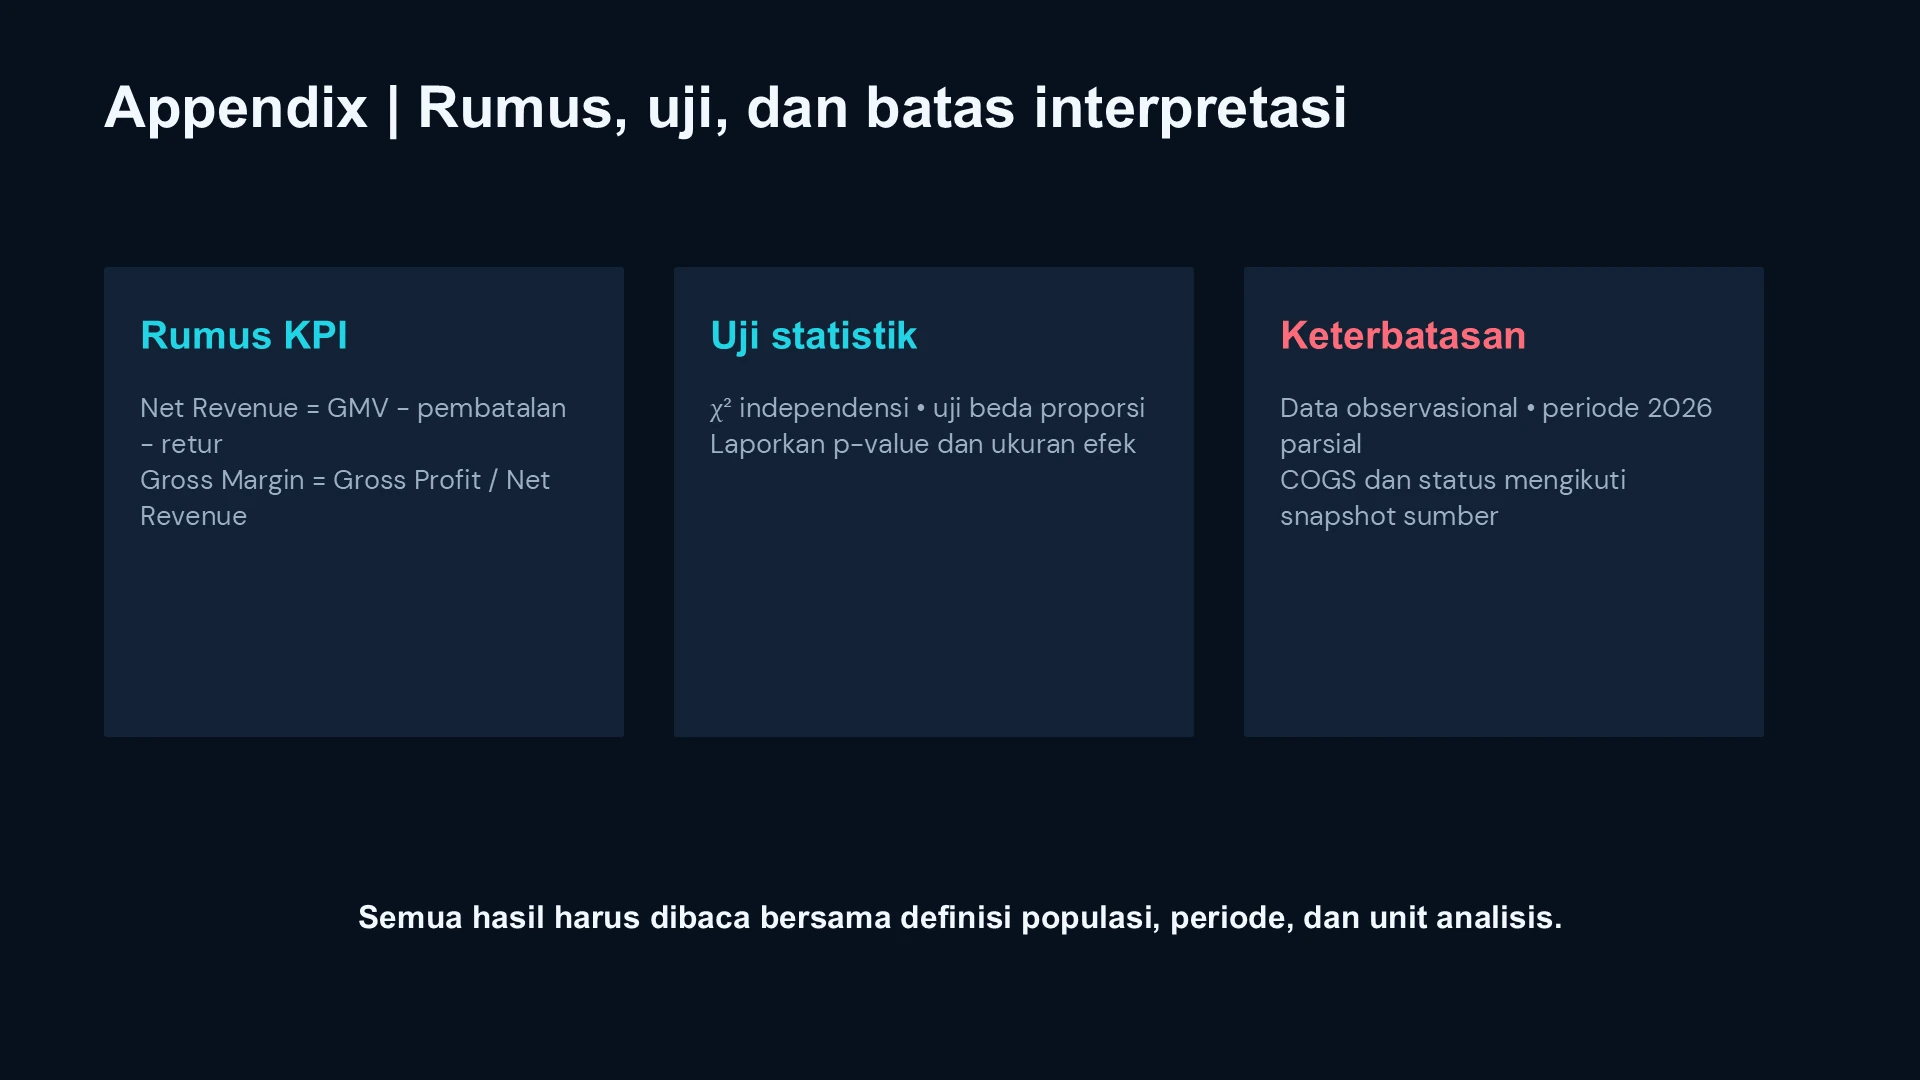 Appendix | Rumus, uji, dan batas interpretasi
Rumus KPI
Net Revenue = GMV − pembatalan
− retur
Gross Margin = Gross Profit / Net
Revenue
Uji statistik
χ² independensi • uji beda proporsi
Laporkan p-value dan ukuran efek
Keterbatasan
Data observasional • periode 2026
parsial
COGS dan status mengikuti
snapshot sumber
Semua hasil harus dibaca bersama definisi populasi, periode, dan unit analisis.